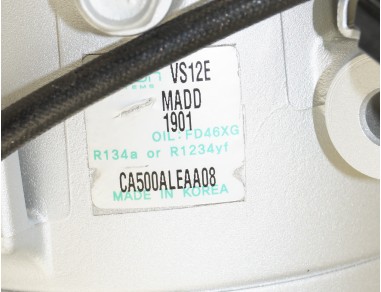 VS12E
MADD
1901
OIL:FD46XG
R134a or R1234yf
CA500ALEAA08
MADE IN KOREA